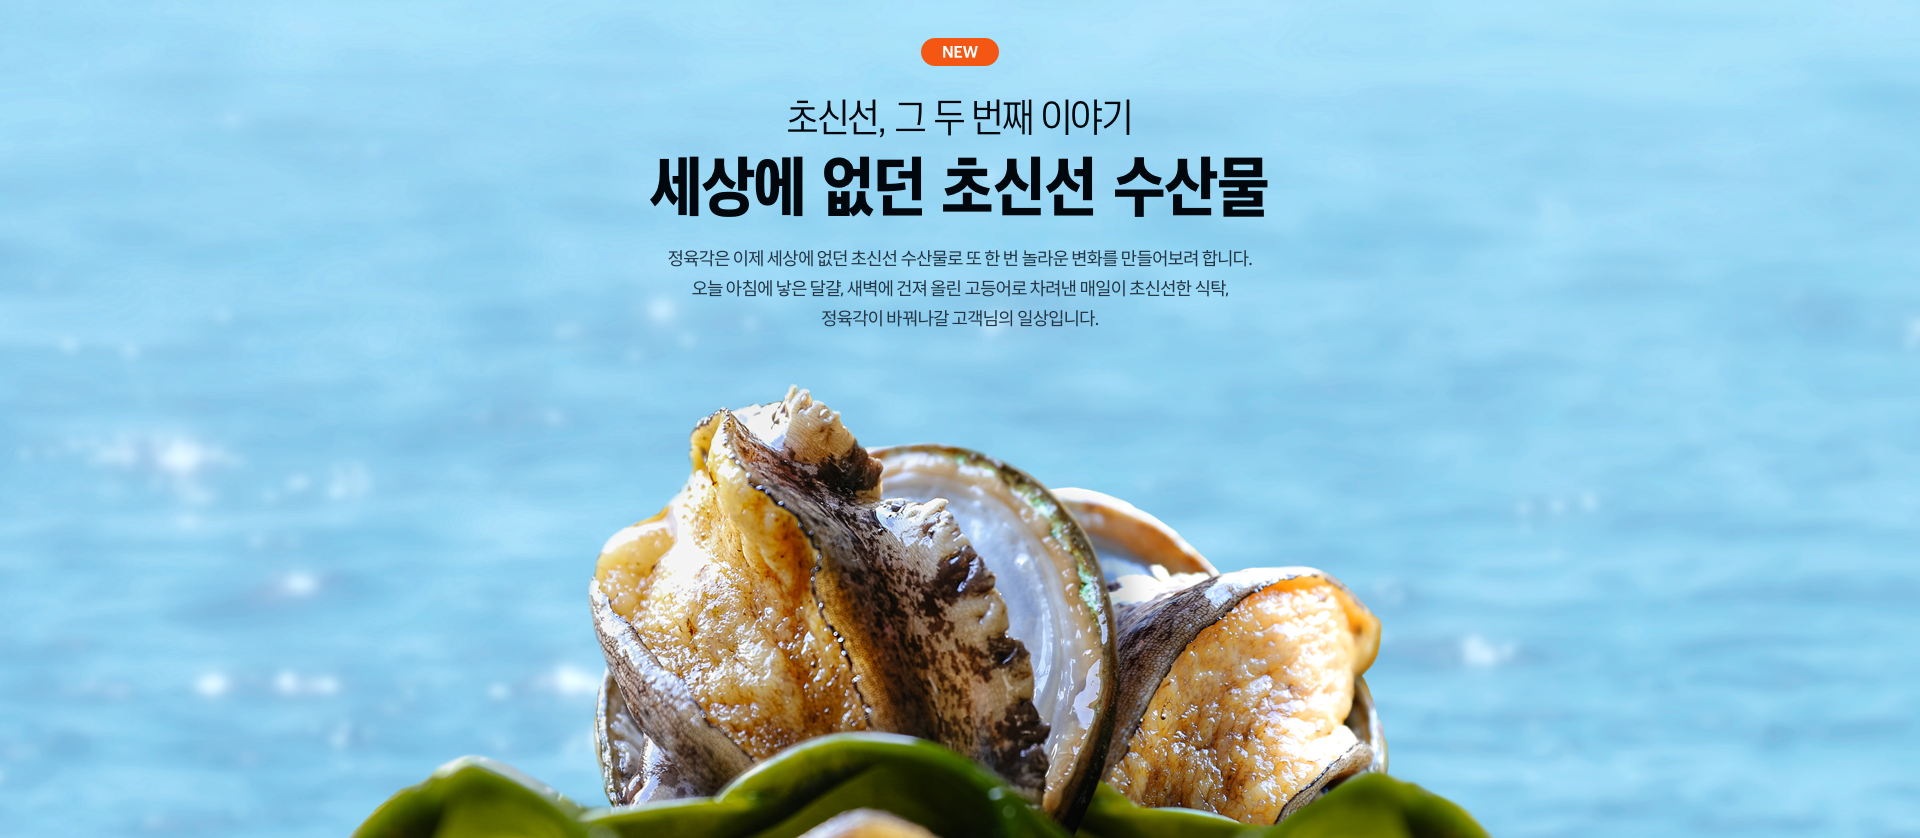 NEW
초신선, 그 두 번째 이야기
세상에 없던 초신선 수산물
정육각은 이제 세상에 없던 초신선 수산물로 또 한 번 놀라운 변화를 만들어보려 합니다.
오늘 아침에 낳은 달걀, 새벽에 건져 올린 고등어로 차려낸 매일이 초신선한 식탁,
정육각이 바꿔나갈 고객님의 일상입니다.